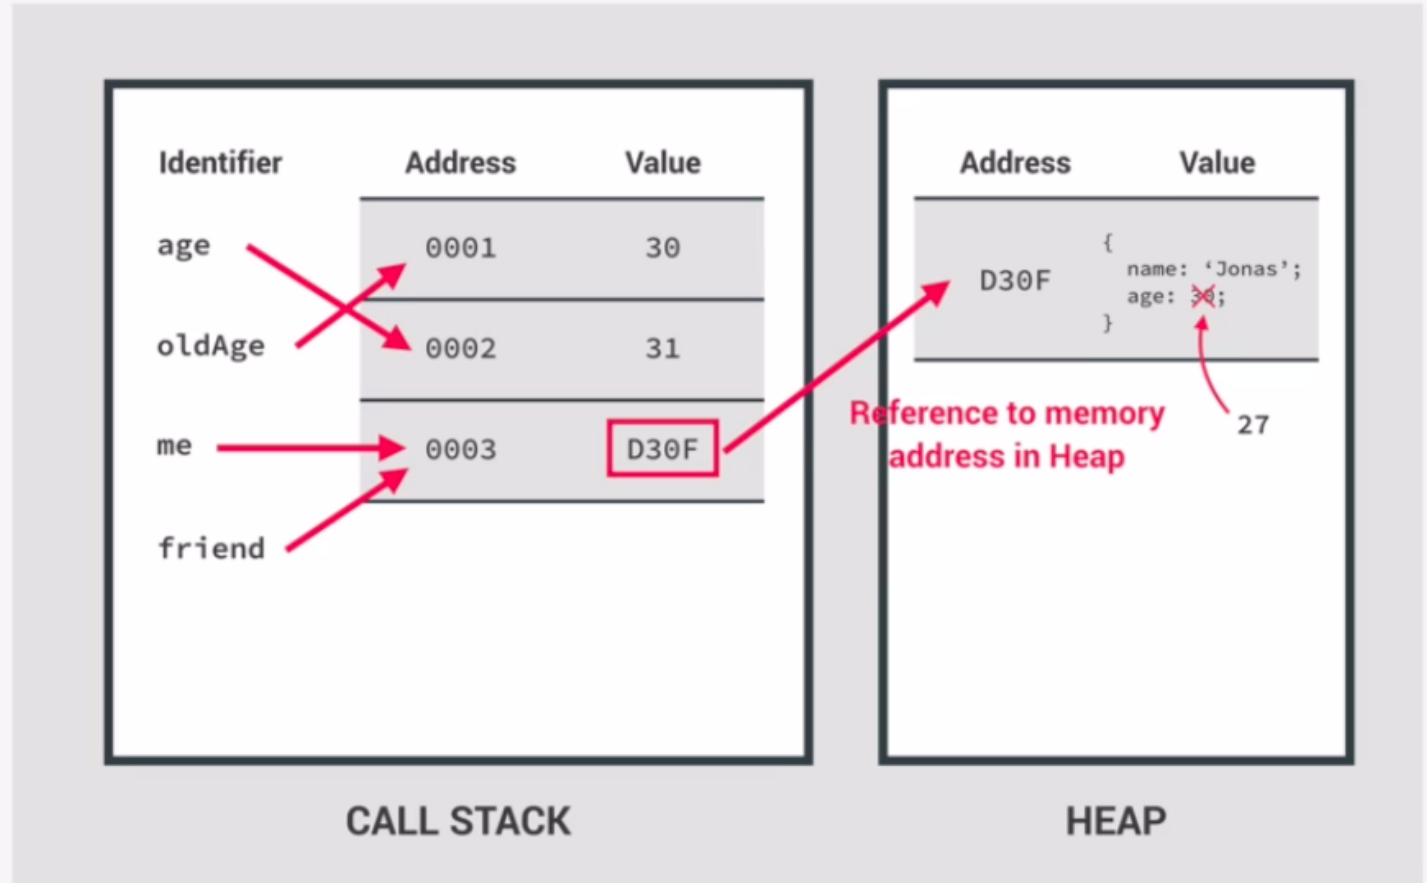 Identifier Address Value
age 0001 30
oldAge 0002 31
me 0003 D30F
friend
CALL STACK
Address Value
D30F
{
name: ‘Jonas’;
age: 30;
}
27
Reference to memory
address in Heap
HEAP